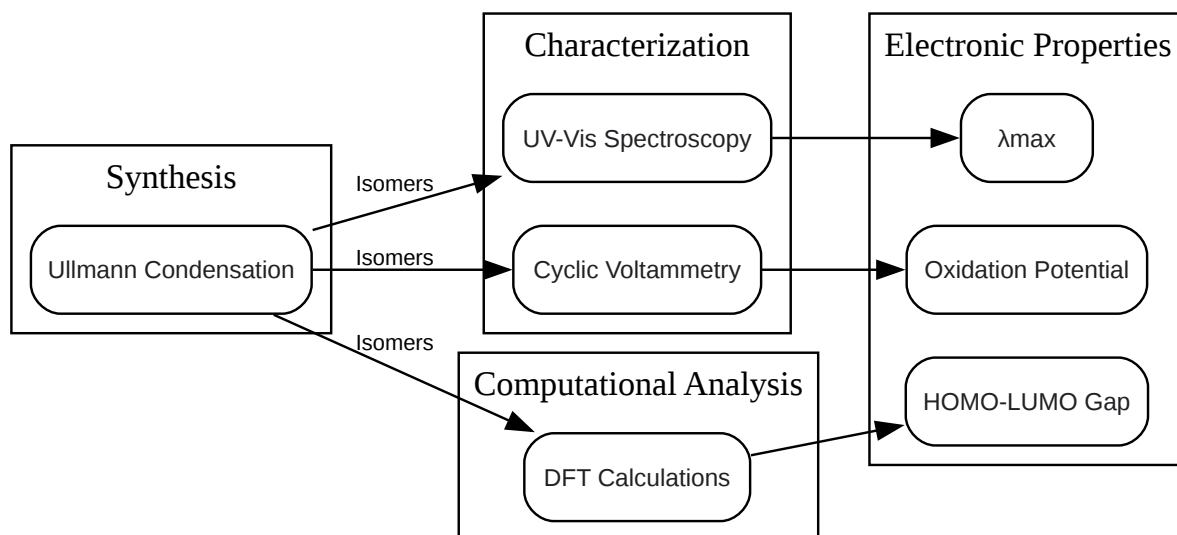 Synthesis
Ullmann Condensation
Isomers
Isomers
Isomers
Characterization
UV-Vis Spectroscopy
Cyclic Voltammetry
Computational Analysis
DFT Calculations
Electronic Properties
λmax
Oxidation Potential
HOMO-LUMO Gap